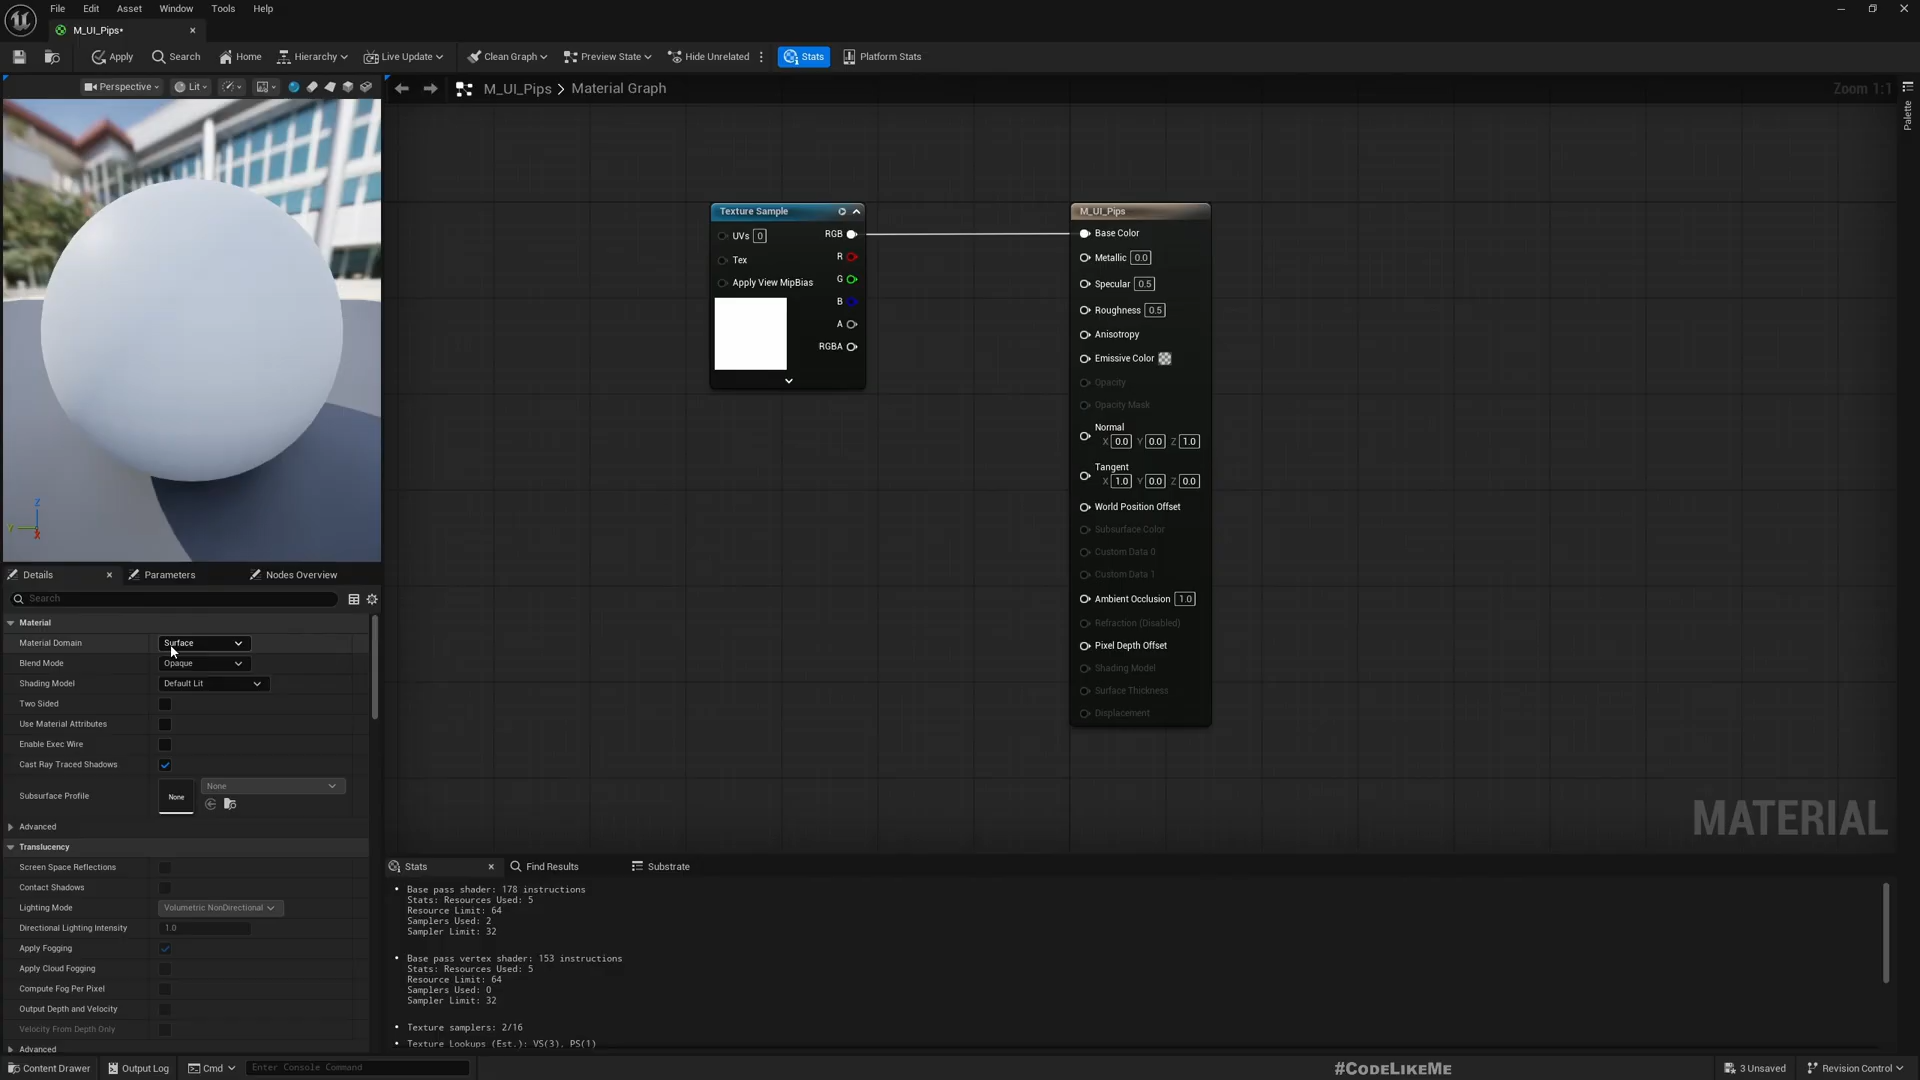 File Edit Asset Window Tools Help
M_UI_Pips•
Apply Search Home Hierarchy Live Update Clean Graph Preview State Hide Unrelated Stats Platform Stats
Perspective Lit
M_UI_Pips > Material Graph
Zoom 1:1
Palette
Texture Sample
UVs 0
Tex
Apply View MipBias
RGB
R
G
B
A
RGBA
M_UI_Pips
Base Color
Metallic 0.0
Specular 0.5
Roughness 0.5
Anisotropy
Emissive Color
Opacity
Opacity Mask
Normal
X 0.0 Y 0.0 Z 1.0
Tangent
X 1.0 Y 0.0 Z 0.0
World Position Offset
Subsurface Color
Custom Data 0
Custom Data 1
Ambient Occlusion 1.0
Refraction (Disabled)
Pixel Depth Offset
Shading Model
Surface Thickness
Displacement
MATERIAL
Z
Y
X
Details Parameters Nodes Overview
Search
Material
Material Domain Surface
Blend Mode Opaque
Shading Model Default Lit
Two Sided
Use Material Attributes
Enable Exec Wire
Cast Ray Traced Shadows
Subsurface Profile None None
Advanced
Translucency
Screen Space Reflections
Contact Shadows
Lighting Mode Volumetric NonDirectional
Directional Lighting Intensity 1.0
Apply Fogging
Apply Cloud Fogging
Compute Fog Per Pixel
Output Depth and Velocity
Velocity From Depth Only
Advanced
Stats Find Results Substrate
• Base pass shader: 178 instructions
Stats: Resources Used: 5
Resource Limit: 64
Samplers Used: 2
Sampler Limit: 32
• Base pass vertex shader: 153 instructions
Stats: Resources Used: 5
Resource Limit: 64
Samplers Used: 0
Sampler Limit: 32
• Texture samplers: 2/16
• Texture Lookups (Est.): VS(3), PS(1)
Content Drawer Output Log Cmd Enter Console Command
#CodeLikeMe
3 Unsaved Revision Control